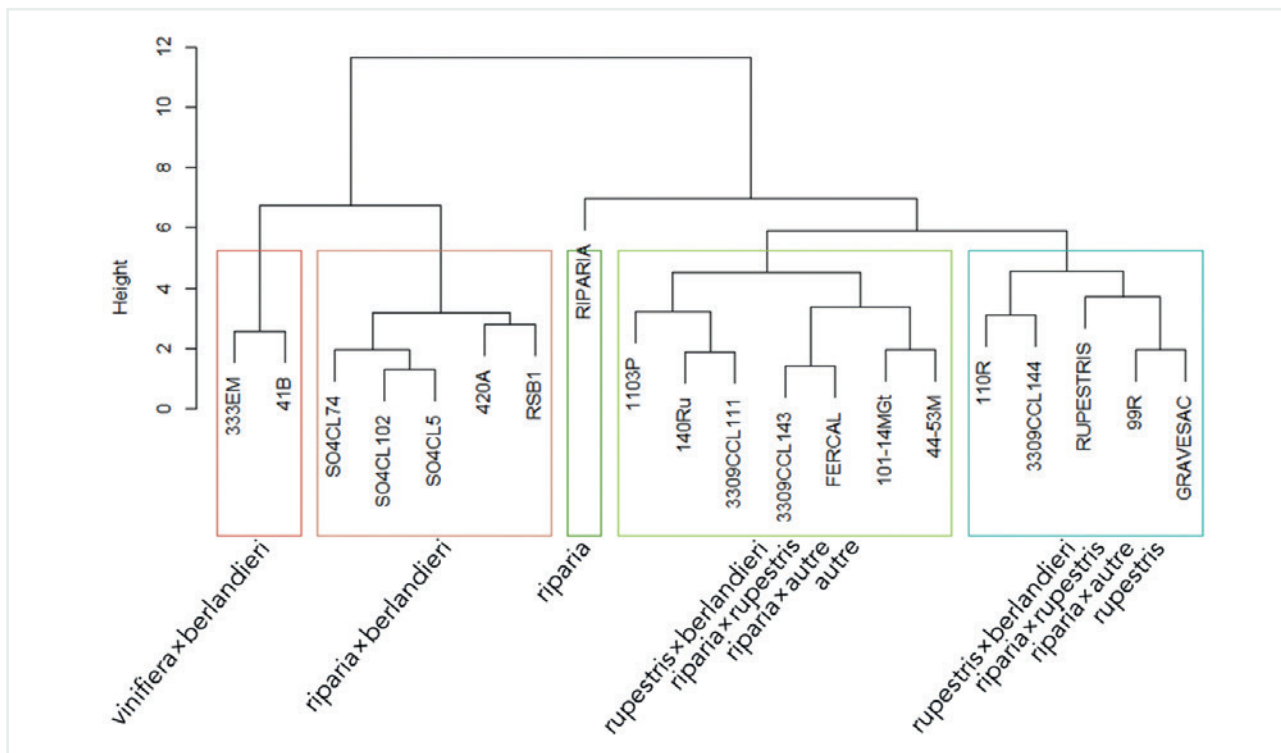 12
10
8
6
4
2
0
Height
333EM
41B
SO4CL74
SO4CL102
SO4CL5
420A
RSB1
RIPARIA
1103P
140Ru
3309CCL111
3309CCL143
FERCAL
101-14MGt
44-53M
110R
3309CCL144
RUPESTRIS
99R
GRAVESAC
vinifiera×berlandieri
riparia×berlandieri
riparia
rupestris×berlandieri
riparia×rupestris
riparia×autre
autre
rupestris×berlandieri
riparia×rupestris
riparia×autre
rupestris